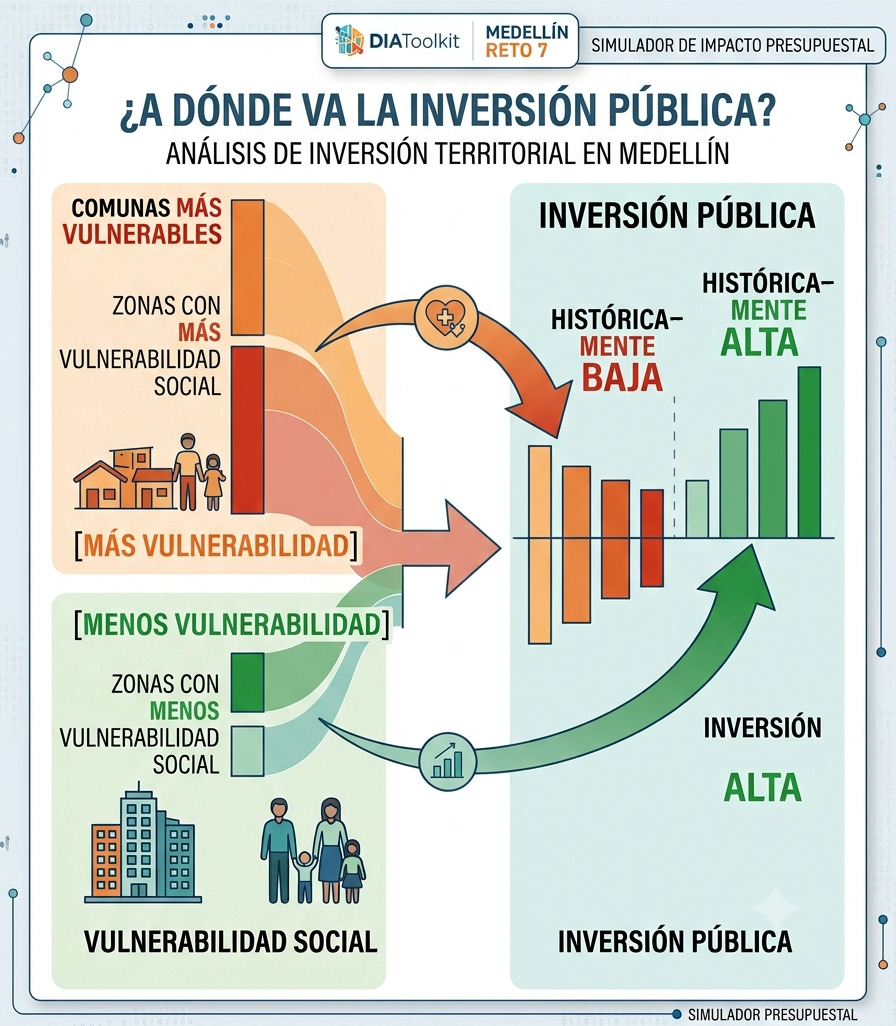 DIAToolkit
MEDELLÍN
RETO 7
SIMULADOR DE IMPACTO PRESUPUESTAL
¿A DÓNDE VA LA INVERSIÓN PÚBLICA?
ANÁLISIS DE INVERSIÓN TERRITORIAL EN MEDELLÍN
COMUNAS MÁS
VULNERABLES
ZONAS CON
MÁS
VULNERABILIDAD
SOCIAL
[MÁS VULNERABILIDAD]
[MENOS VULNERABILIDAD]
ZONAS CON
MENOS
VULNERABILIDAD
SOCIAL
VULNERABILIDAD SOCIAL
INVERSIÓN PÚBLICA
HISTÓRICA–
MENTE
BAJA
HISTÓRICA–
MENTE
ALTA
INVERSIÓN
ALTA
INVERSIÓN PÚBLICA
SIMULADOR PRESUPUESTAL